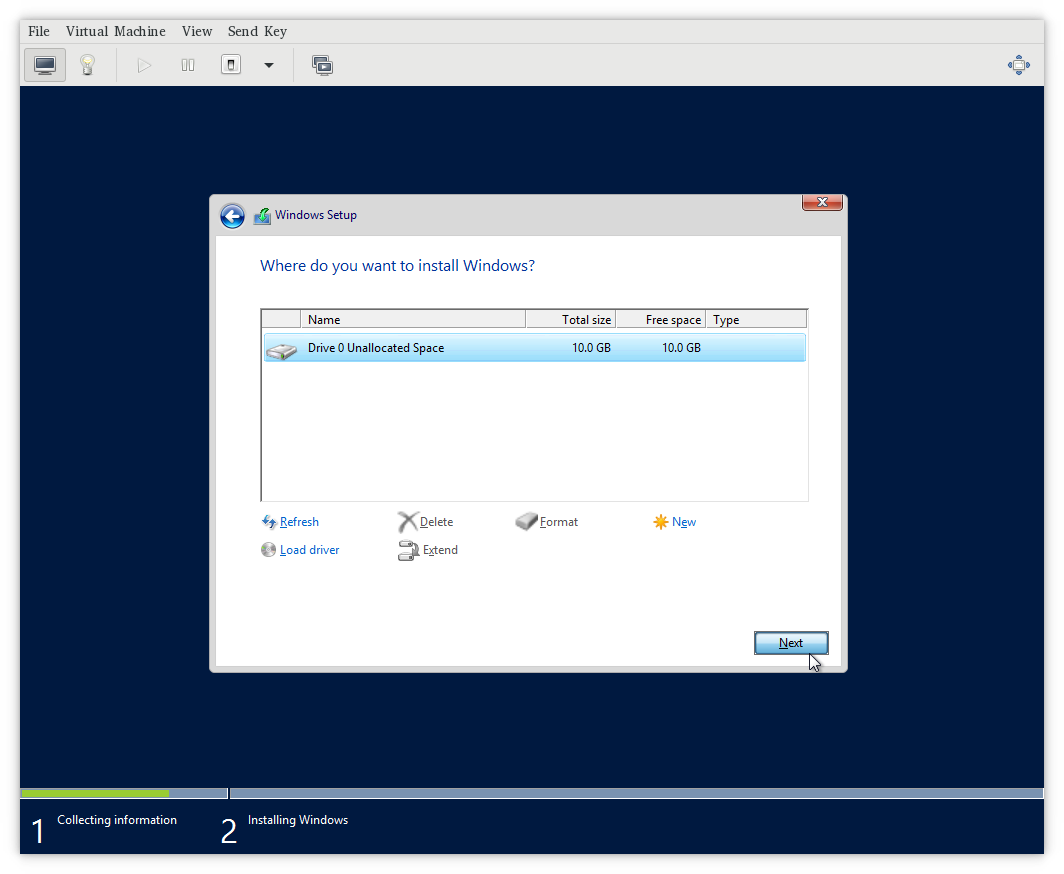 File Virtual Machine View Send Key
Windows Setup
Where do you want to install Windows?
Name Total size Free space Type
Drive 0 Unallocated Space 10.0 GB 10.0 GB
Refresh Delete Format New
Load driver Extend
Next
1 Collecting information 2 Installing Windows